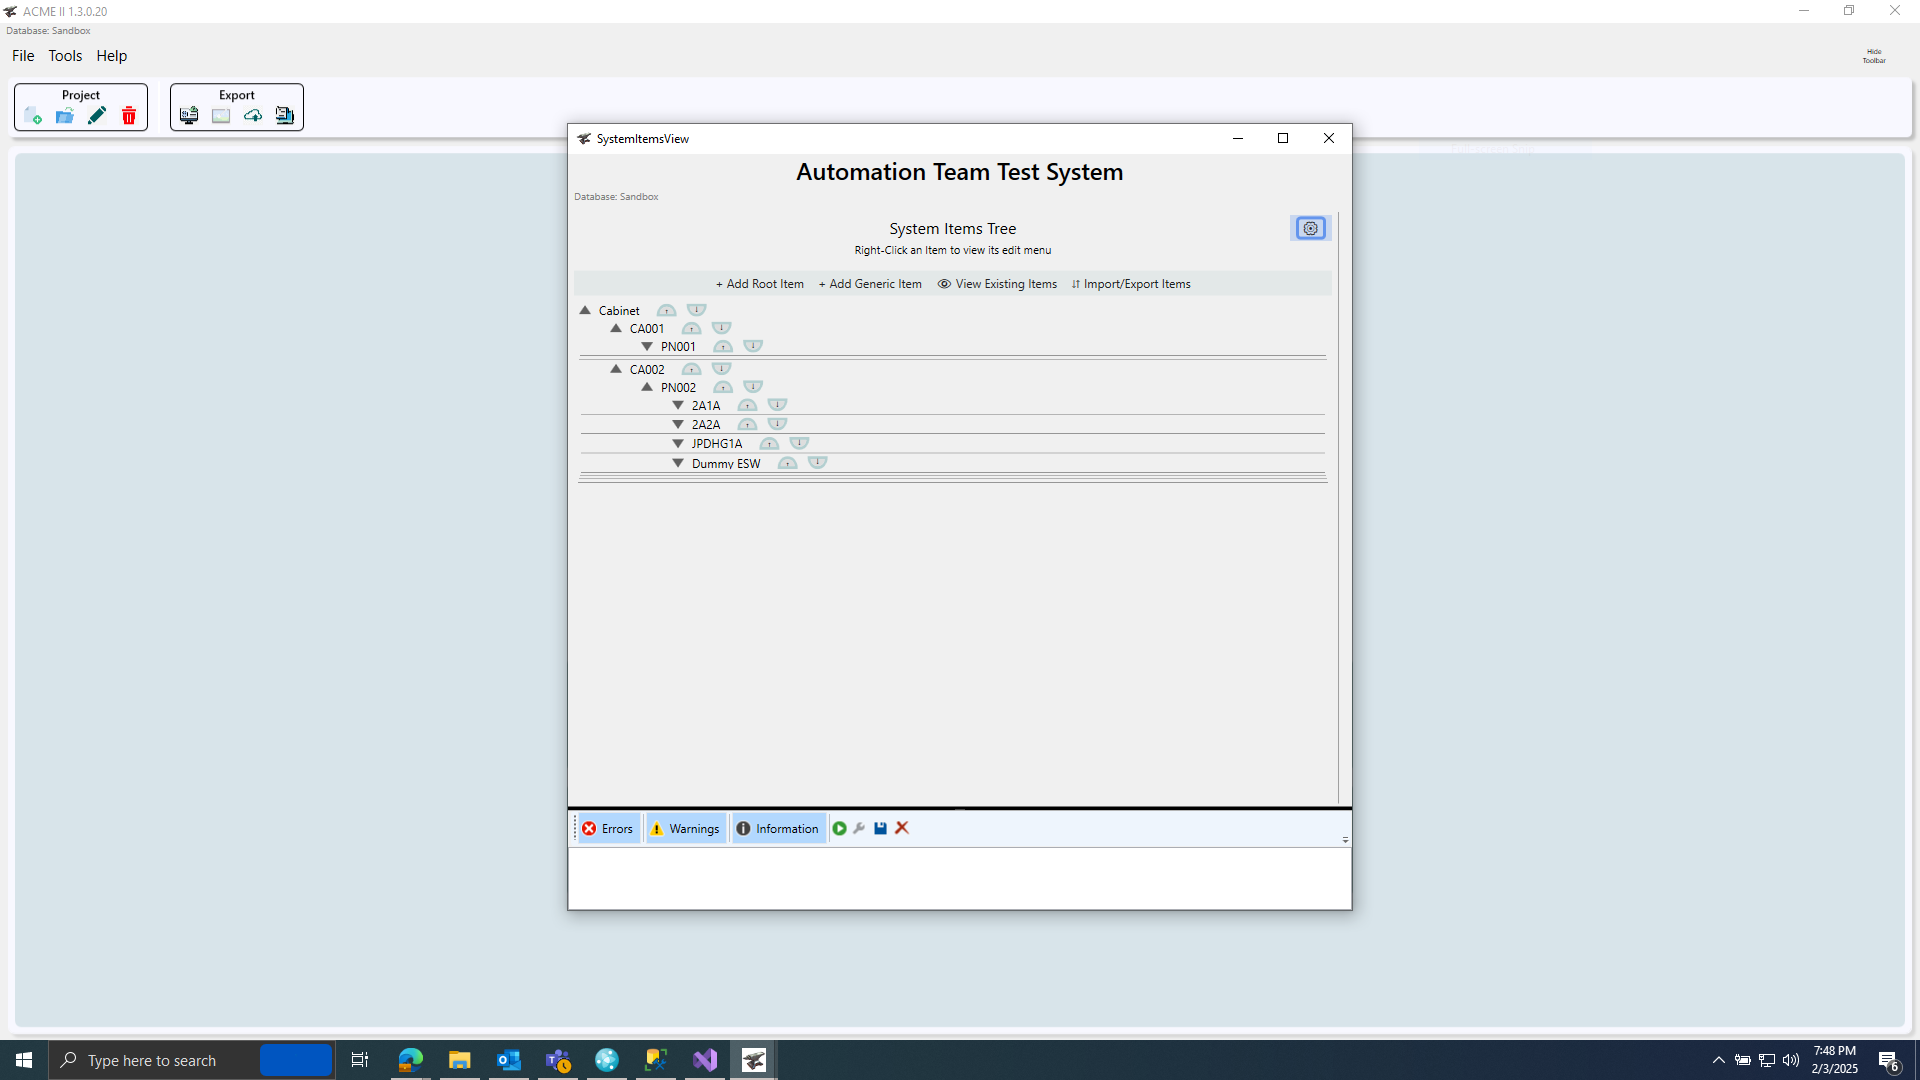 ACME II 1.3.0.20
Database: Sandbox
File Tools Help
Hide
Toolbar
Project
Export
SystemItemsView
Automation Team Test System
Database: Sandbox
System Items Tree
Right-Click an Item to view its edit menu
+ Add Root Item + Add Generic Item View Existing Items Import/Export Items
Cabinet
CA001
PN001
CA002
PN002
2A1A
2A2A
JPDHG1A
Dummy ESW
Errors Warnings Information
Type here to search
7:48 PM
2/3/2025
6